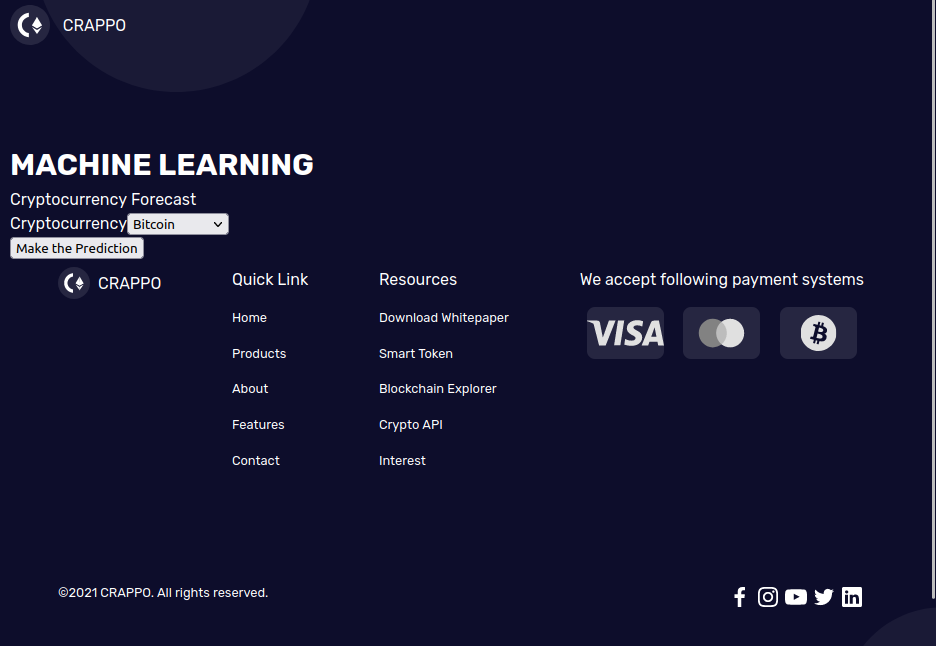 CRAPPO
MACHINE LEARNING
Cryptocurrency Forecast
Cryptocurrency Bitcoin
Make the Prediction
CRAPPO
Quick Link
Home
Products
About
Features
Contact
Resources
Download Whitepaper
Smart Token
Blockchain Explorer
Crypto API
Interest
We accept following payment systems
VISA
©2021 CRAPPO. All rights reserved.